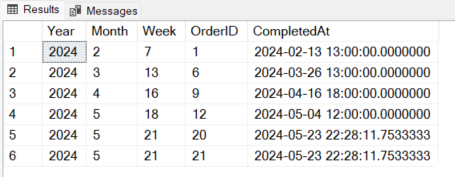 Results Messages
Year Month Week OrderID CompletedAt
1 2024 2 7 1 2024-02-13 13:00:00.0000000
2 2024 3 13 6 2024-03-26 13:00:00.0000000
3 2024 4 16 9 2024-04-16 18:00:00.0000000
4 2024 5 18 12 2024-05-04 12:00:00.0000000
5 2024 5 21 20 2024-05-23 22:28:11.7533333
6 2024 5 21 21 2024-05-23 22:28:11.7533333